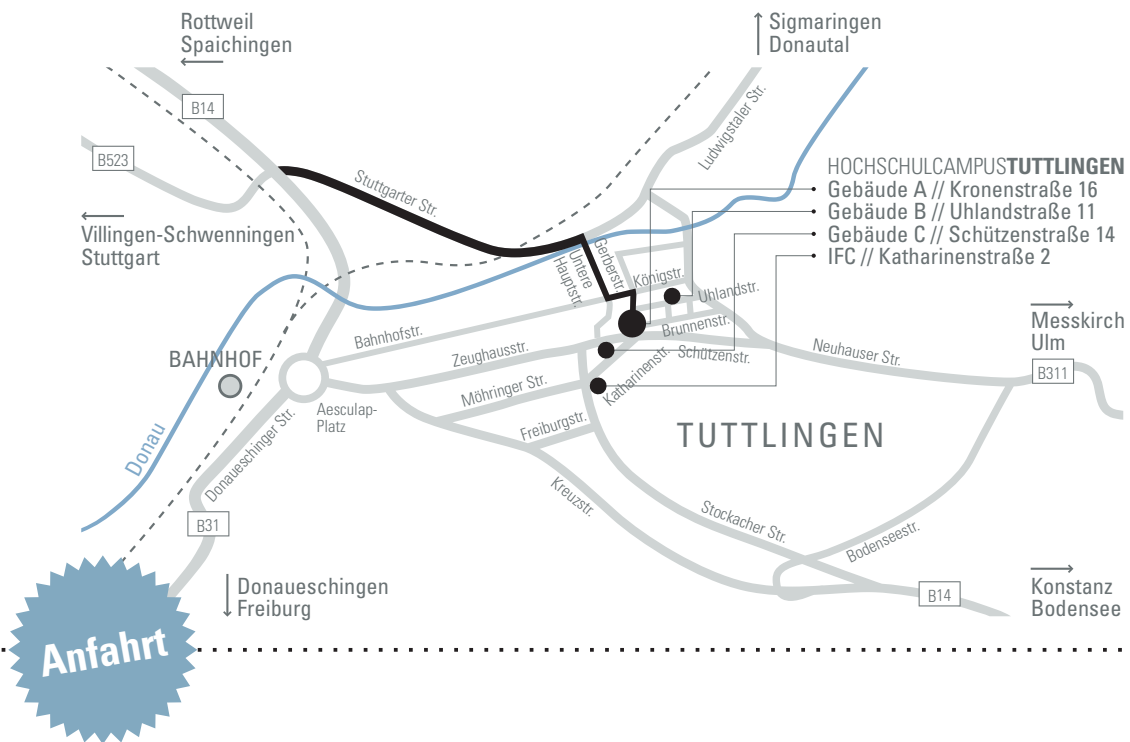 Rottweil
Spaichingen
Sigmaringen
Donautal
B14
B523
Ludwigstaler Str.
Stuttgarter Str.
HOCHSCHULCAMPUSTUTTLINGEN
Gebäude A // Kronenstraße 16
Gebäude B // Uhlandstraße 11
Gebäude C // Schützenstraße 14
IFC // Katharinenstraße 2
Villingen-Schwenningen
Stuttgart
Gerberstr.
Untere
Hauptstr.
Königstr.
Uhlandstr.
Brunnenstr.
Bahnhofstr.
Zeughausstr.
Schützenstr.
Neuhauser Str.
Messkirch
Ulm
B311
BAHNHOF
Möhringer Str.
Katharinenstr.
Aesculap-
Platz
Freiburgstr.
TUTTLINGEN
Donau
Donaueschinger Str.
Kreuzstr.
Stockacher Str.
Bodenseestr.
B31
Donaueschingen
Freiburg
B14
Konstanz
Bodensee
Anfahrt